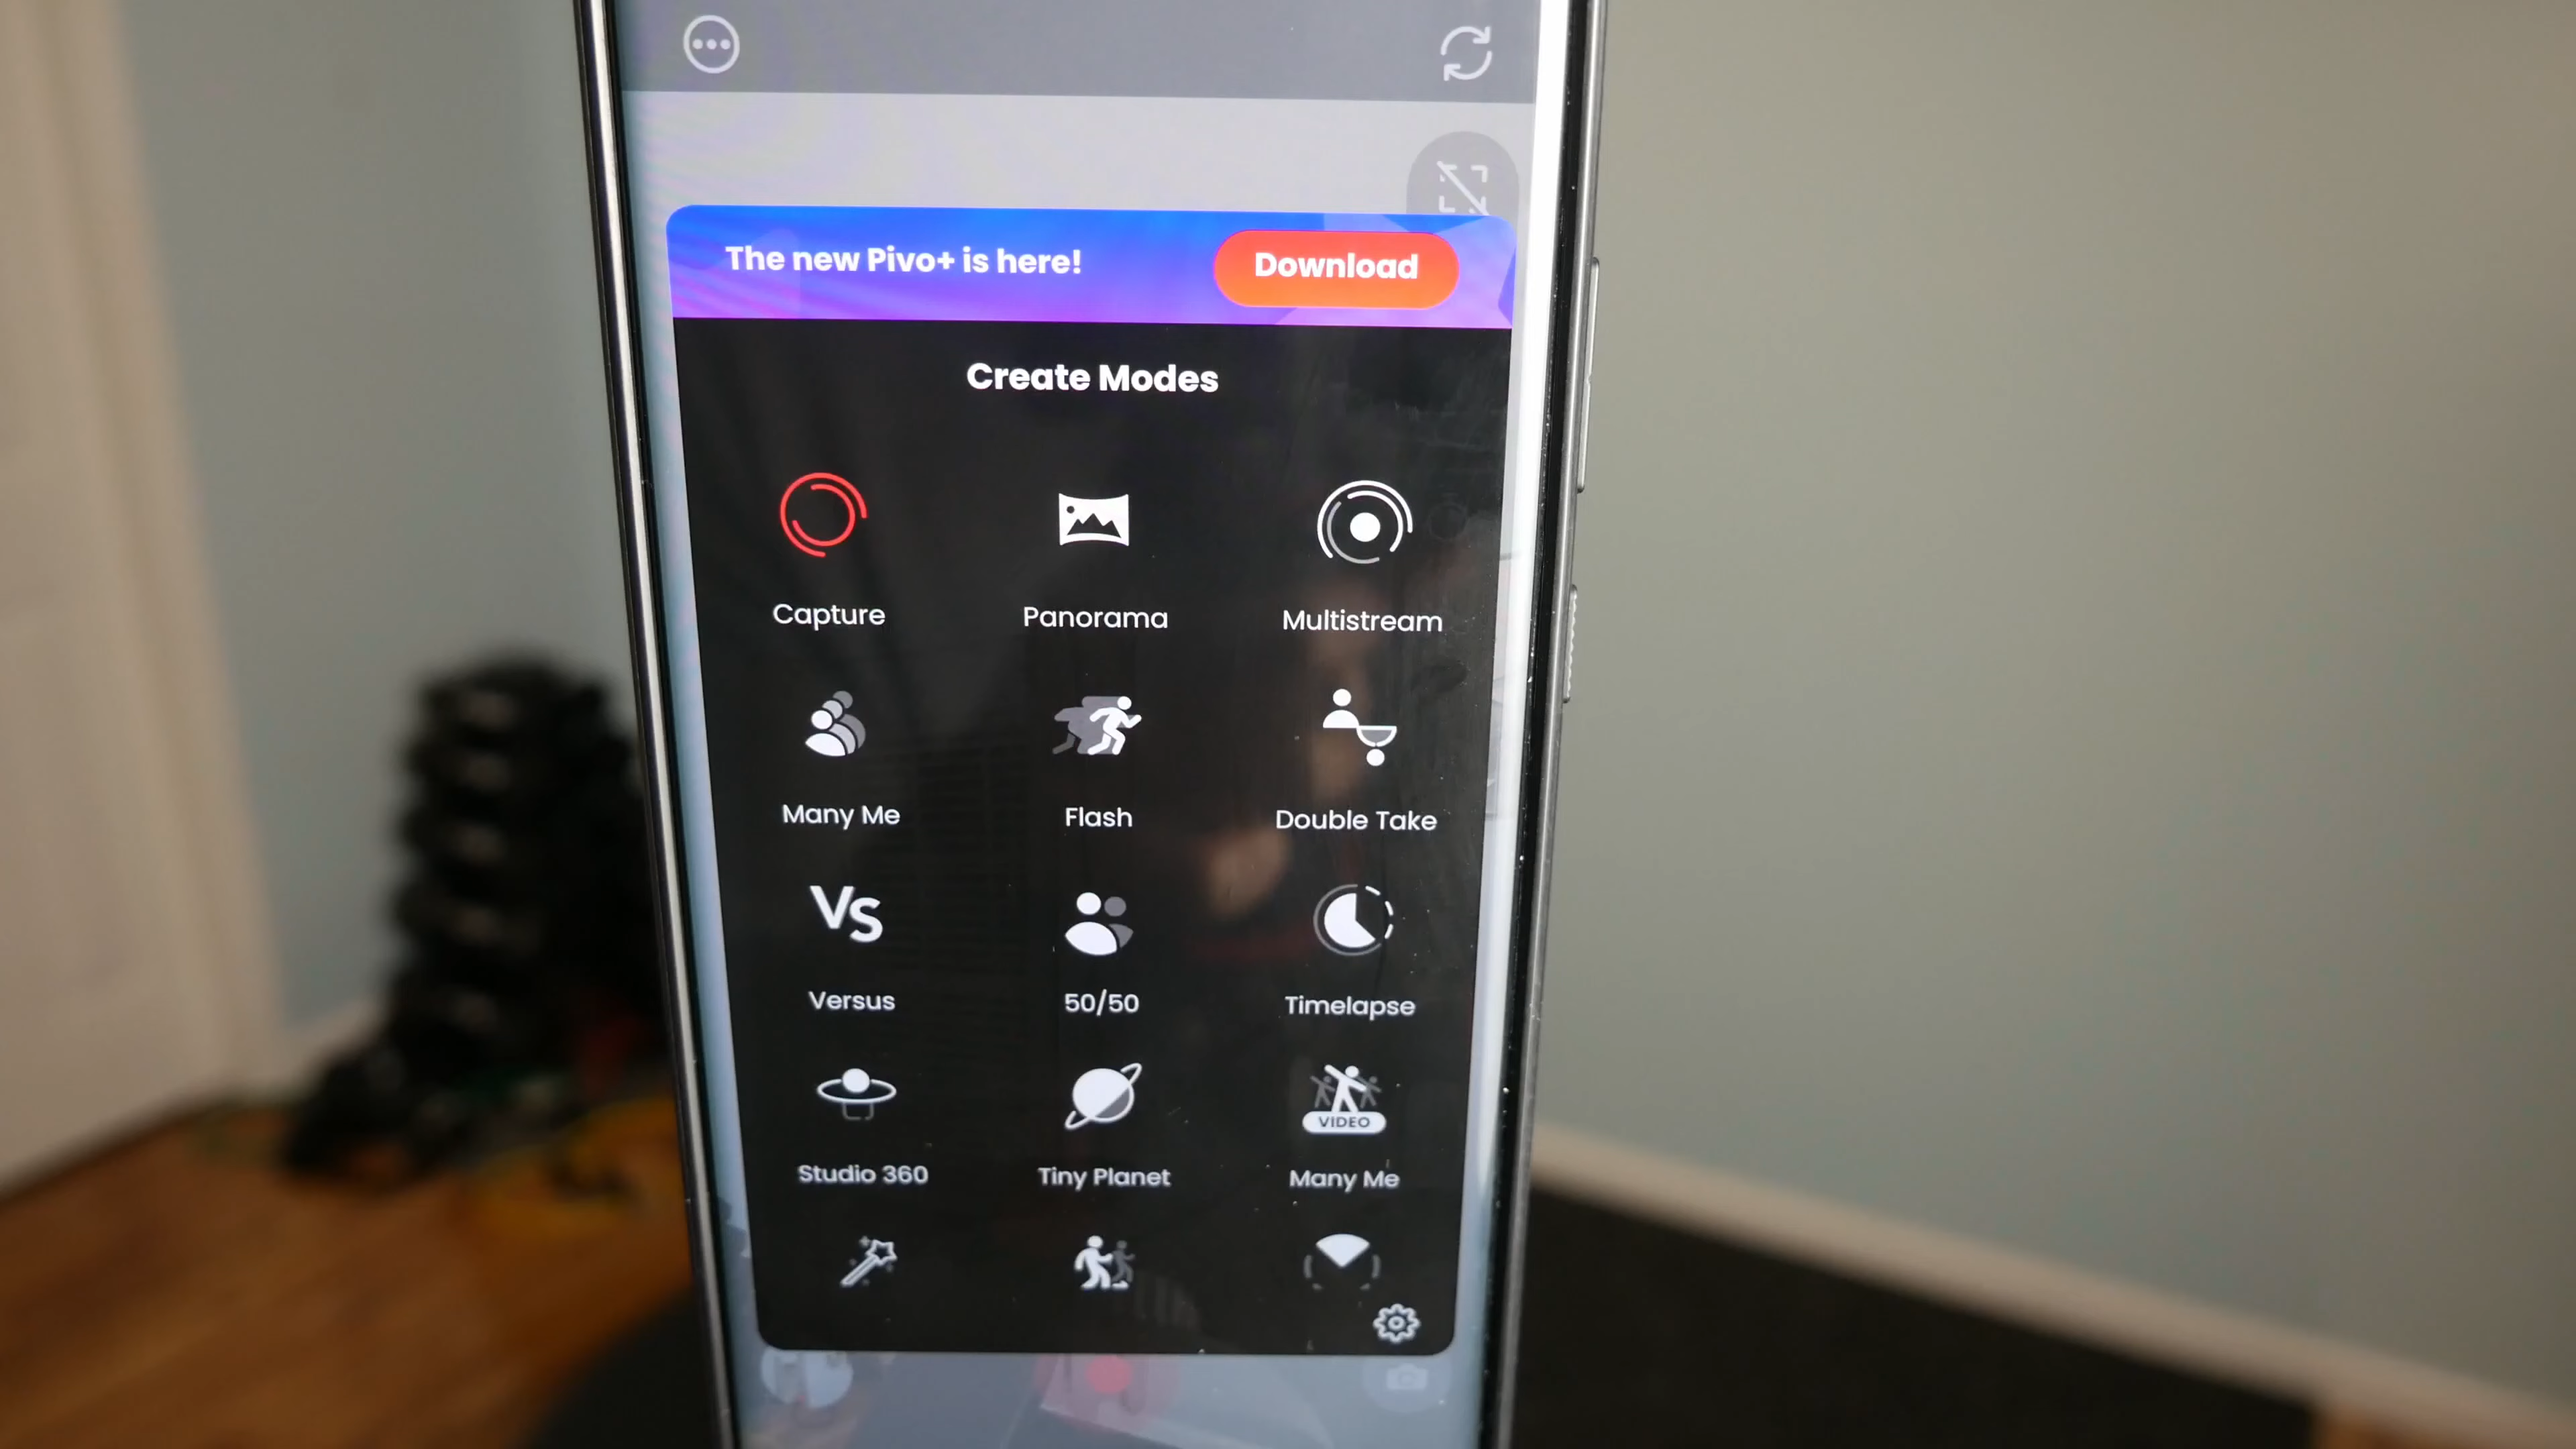 The new Pivo+ is here!
Download
Create Modes
Capture
Panorama
Multistream
Many Me
Flash
Double Take
VS
Versus
50/50
Timelapse
VIDEO
Studio 360
Tiny Planet
Many Me